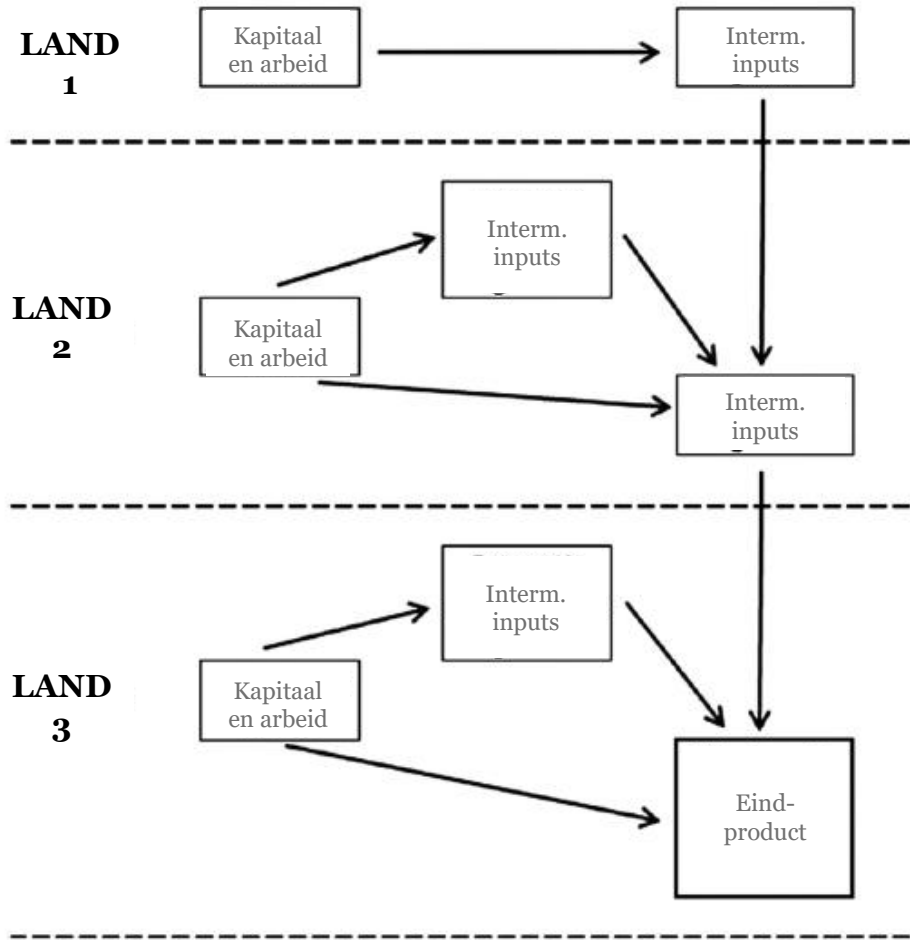 LAND
1
Kapitaal
en arbeid
Interm.
inputs
LAND
2
Interm.
inputs
Kapitaal
en arbeid
Interm.
inputs
LAND
3
Interm.
inputs
Kapitaal
en arbeid
Eind-
product